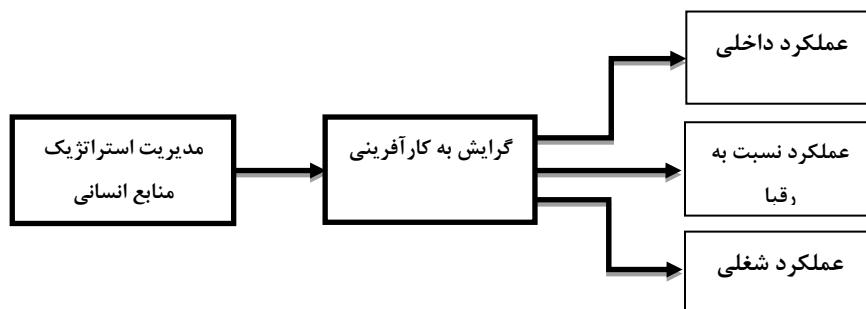 مدیریت استراتژیک
منابع انسانی
گرایش به کارآفرینی
عملکرد داخلی
عملکرد نسبت به
رقبا
عملکرد شغلی